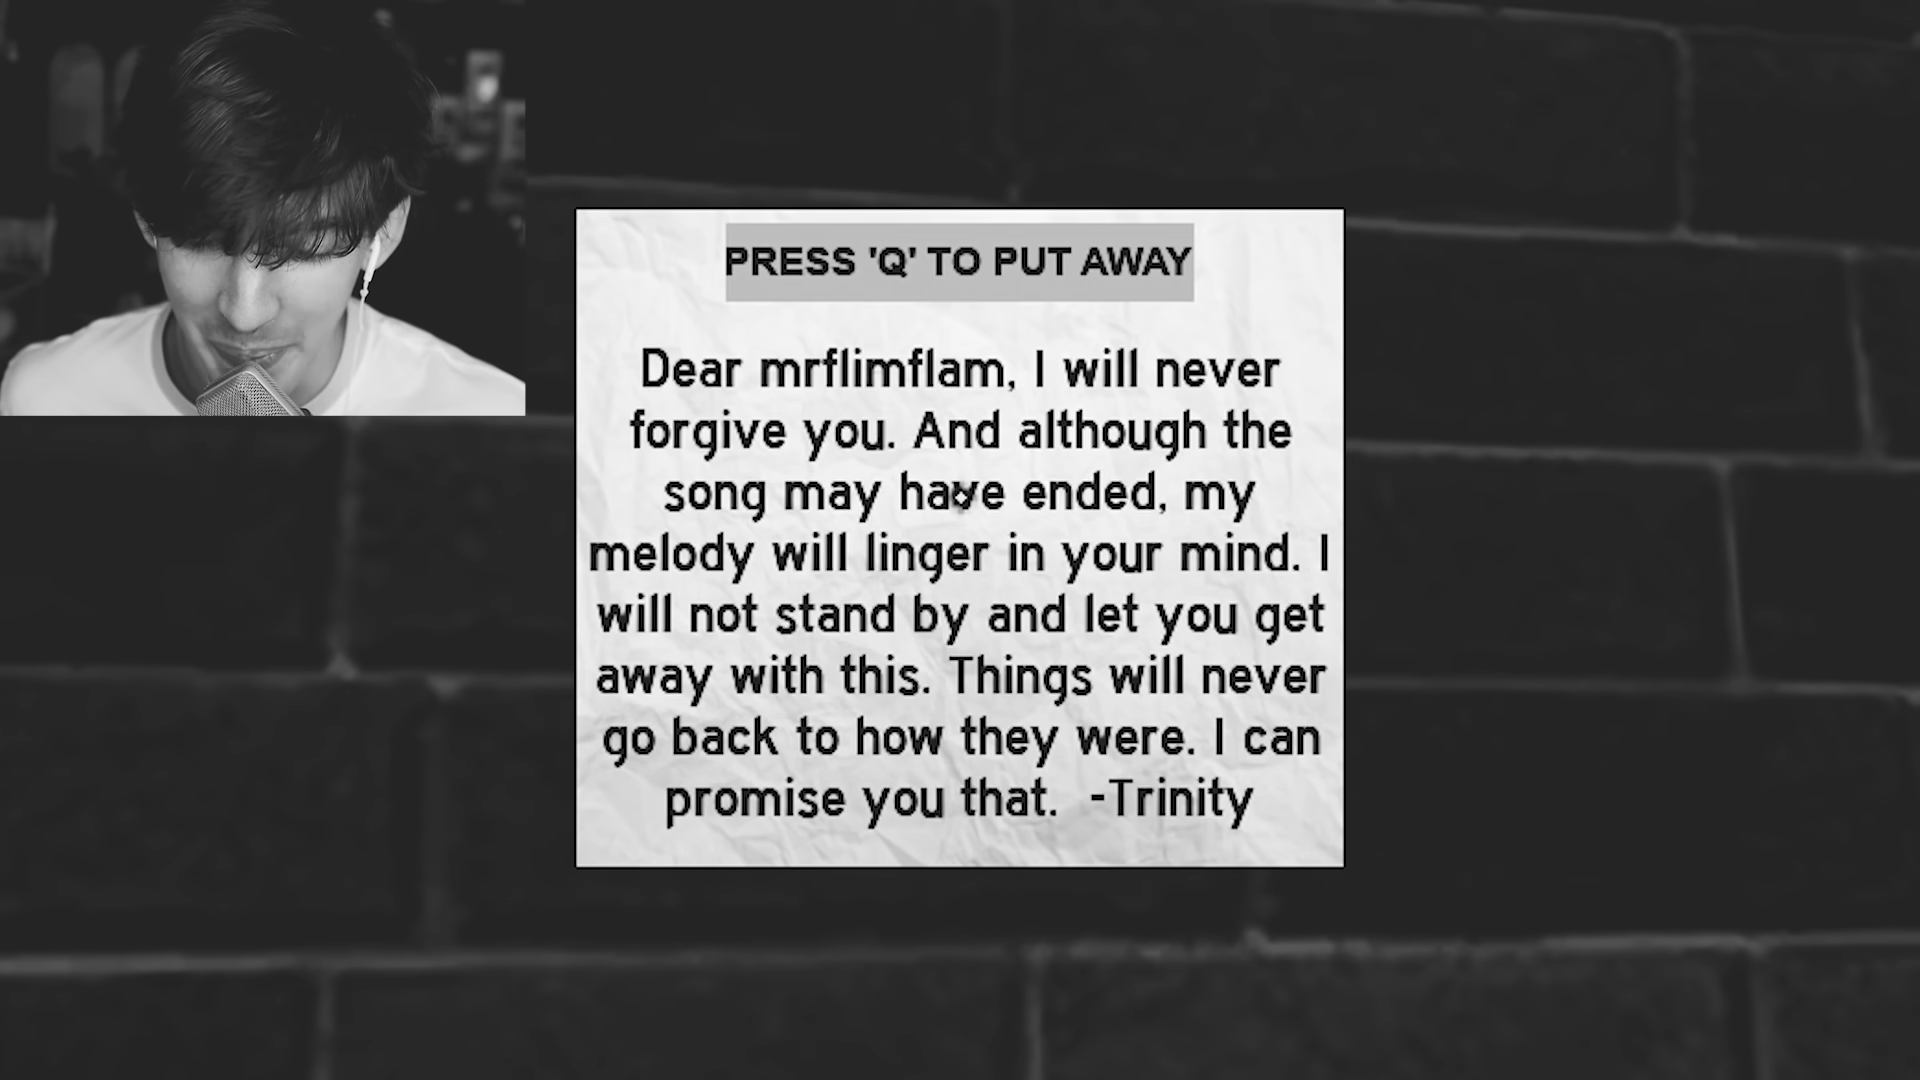 PRESS 'Q' TO PUT AWAY
Dear mrflimflam, I will never
forgive you. And although the
song may have ended, my
melody will linger in your mind. I
will not stand by and let you get
away with this. Things will never
go back to how they were. I can
promise you that.  -Trinity